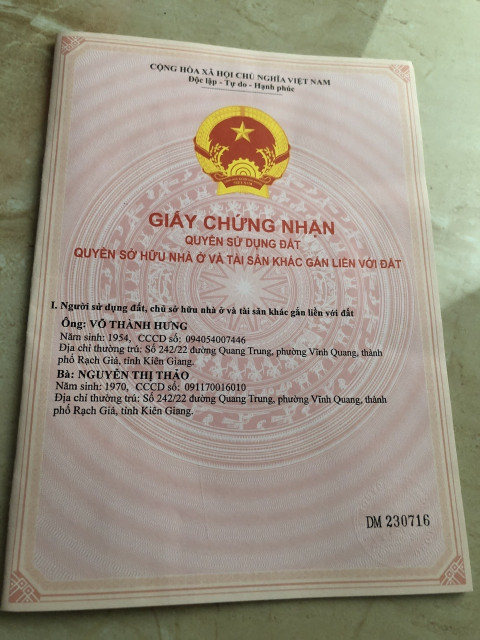 CỘNG HÒA XÃ HỘI CHỦ NGHĨA VIỆT NAM
Độc lập - Tự do - Hạnh phúc
GIẤY CHỨNG NHẬN
QUYỀN SỬ DỤNG ĐẤT
QUYỀN SỞ HỮU NHÀ Ở VÀ TÀI SẢN KHÁC GẮN LIỀN VỚI ĐẤT
I. Người sử dụng đất, chủ sở hữu nhà ở và tài sản khác gắn liền với đất
Ông: VÕ THÀNH HƯNG
Năm sinh: 1954, CCCD số: 094054007446
Địa chỉ thường trú: Số 242/22 đường Quang Trung, phường Vĩnh Quang, thành
phố Rạch Giá, tỉnh Kiên Giang.
Bà: NGUYỄN THỊ THẢO
Năm sinh: 1970, CCCD số: 091170016010
Địa chỉ thường trú: Số 242/22 đường Quang Trung, phường Vĩnh Quang, thành
phố Rạch Giá, tỉnh Kiên Giang.
DM 230716